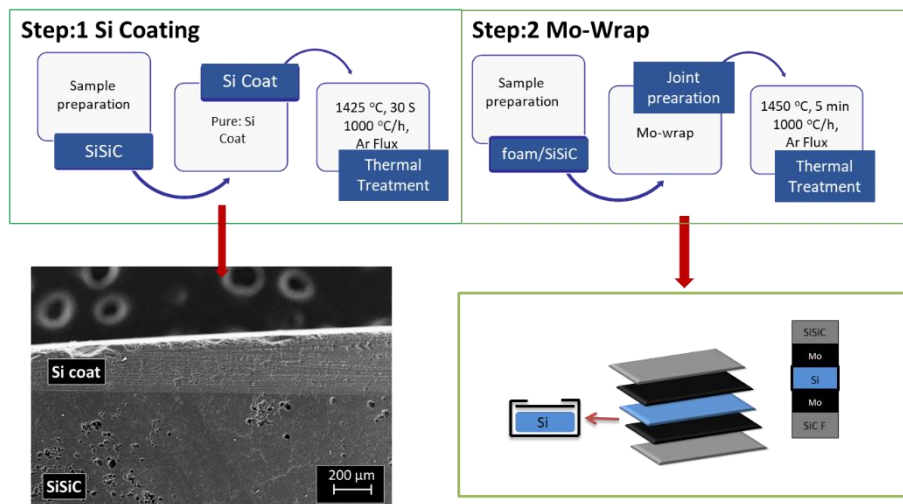 Step:1 Si Coating
Sample
preparation
SiSiC
Si Coat
Pure: Si
Coat
1425 °C, 30 S
1000 °C/h,
Ar Flux
Thermal
Treatment
Step:2 Mo-Wrap
Sample
preparation
foam/SiSiC
Joint
prearation
Mo-wrap
1450 °C, 5 min
1000 °C/h,
Ar Flux
Thermal
Treatment
Si coat
SiSiC
200 µm
Si
SiSiC
Mo
Si
Mo
SiC F